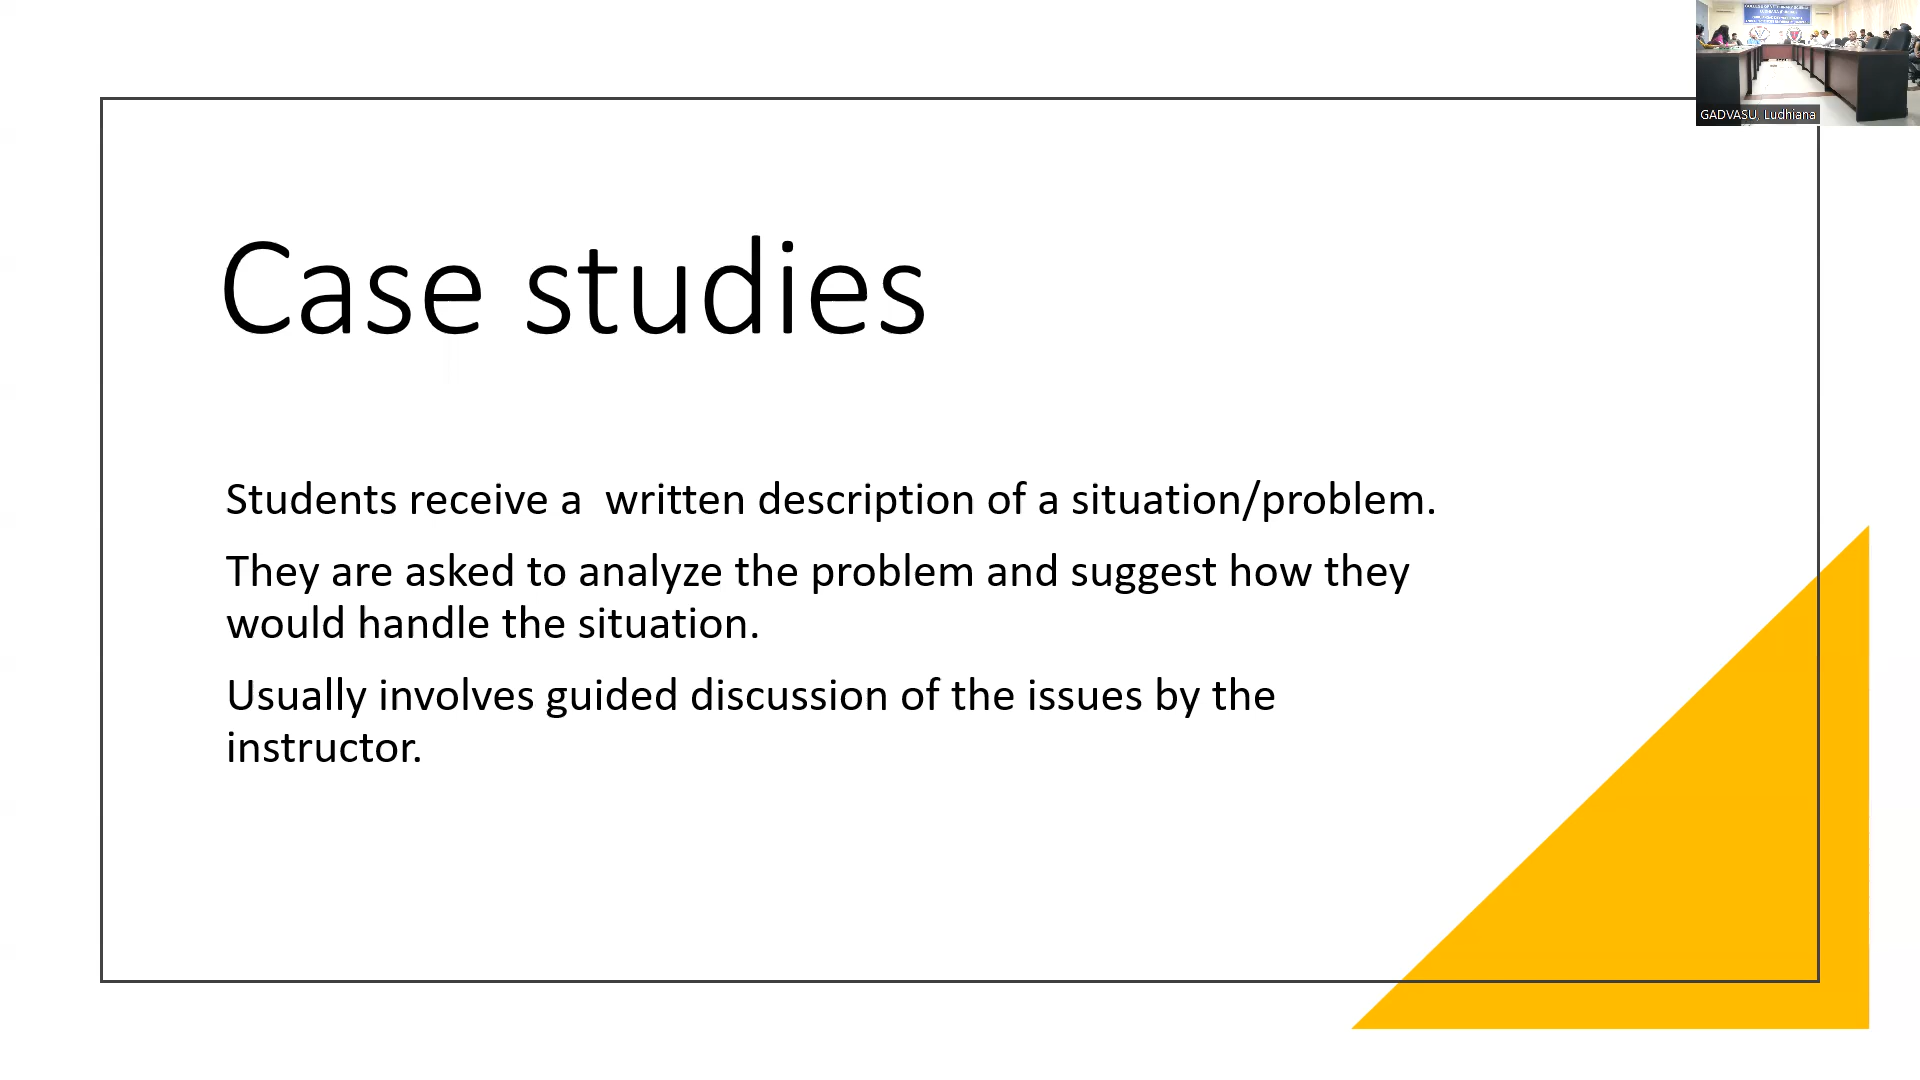 GADVASU, Ludhiana
Case studies
Students receive a  written description of a situation/problem.
They are asked to analyze the problem and suggest how they
would handle the situation.
Usually involves guided discussion of the issues by the
instructor.